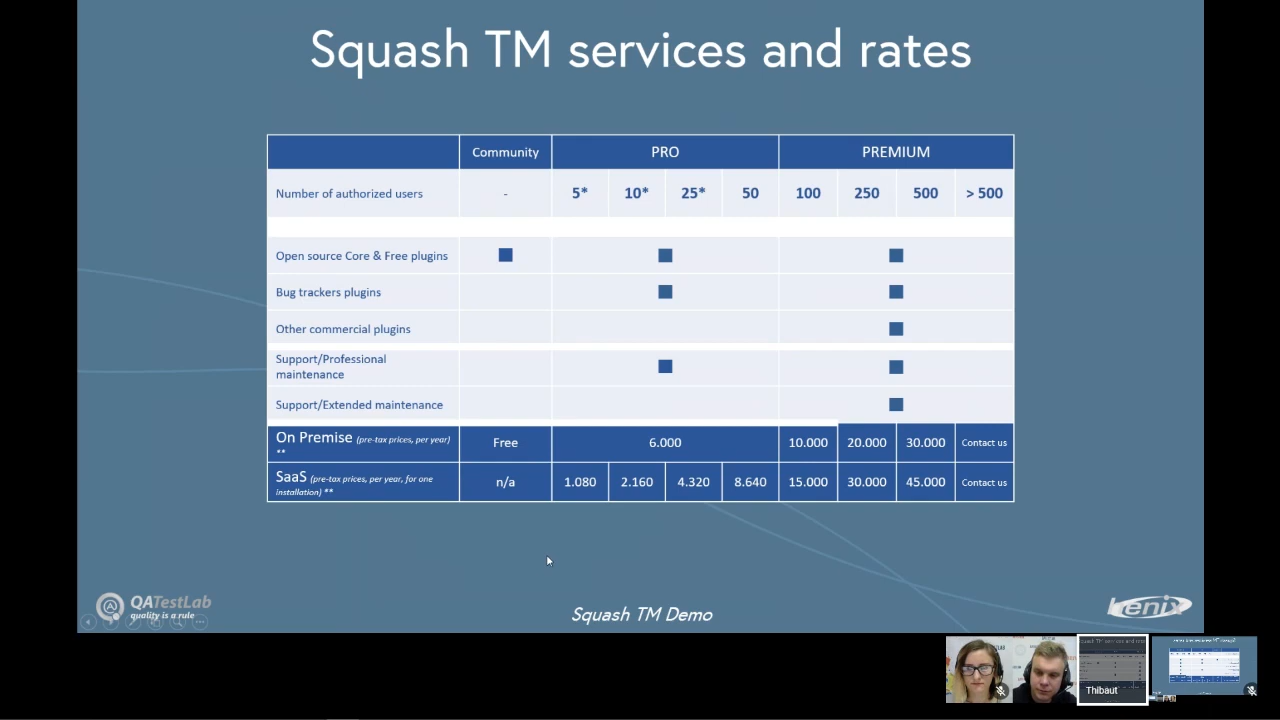 Squash TM services and rates
Community PRO PREMIUM
Number of authorized users - 5* 10* 25* 50 100 250 500 > 500
Open source Core & Free plugins
Bug trackers plugins
Other commercial plugins
Support/Professional
maintenance
Support/Extended maintenance
On Premise (pre-tax prices, per year)
** Free 6.000 10.000 20.000 30.000 Contact us
SaaS (pre-tax prices, per year, for one
installation) ** n/a 1.080 2.160 4.320 8.640 15.000 30.000 45.000 Contact us
QATestLab
quality is a rule
Squash TM Demo
henix
Thibaut